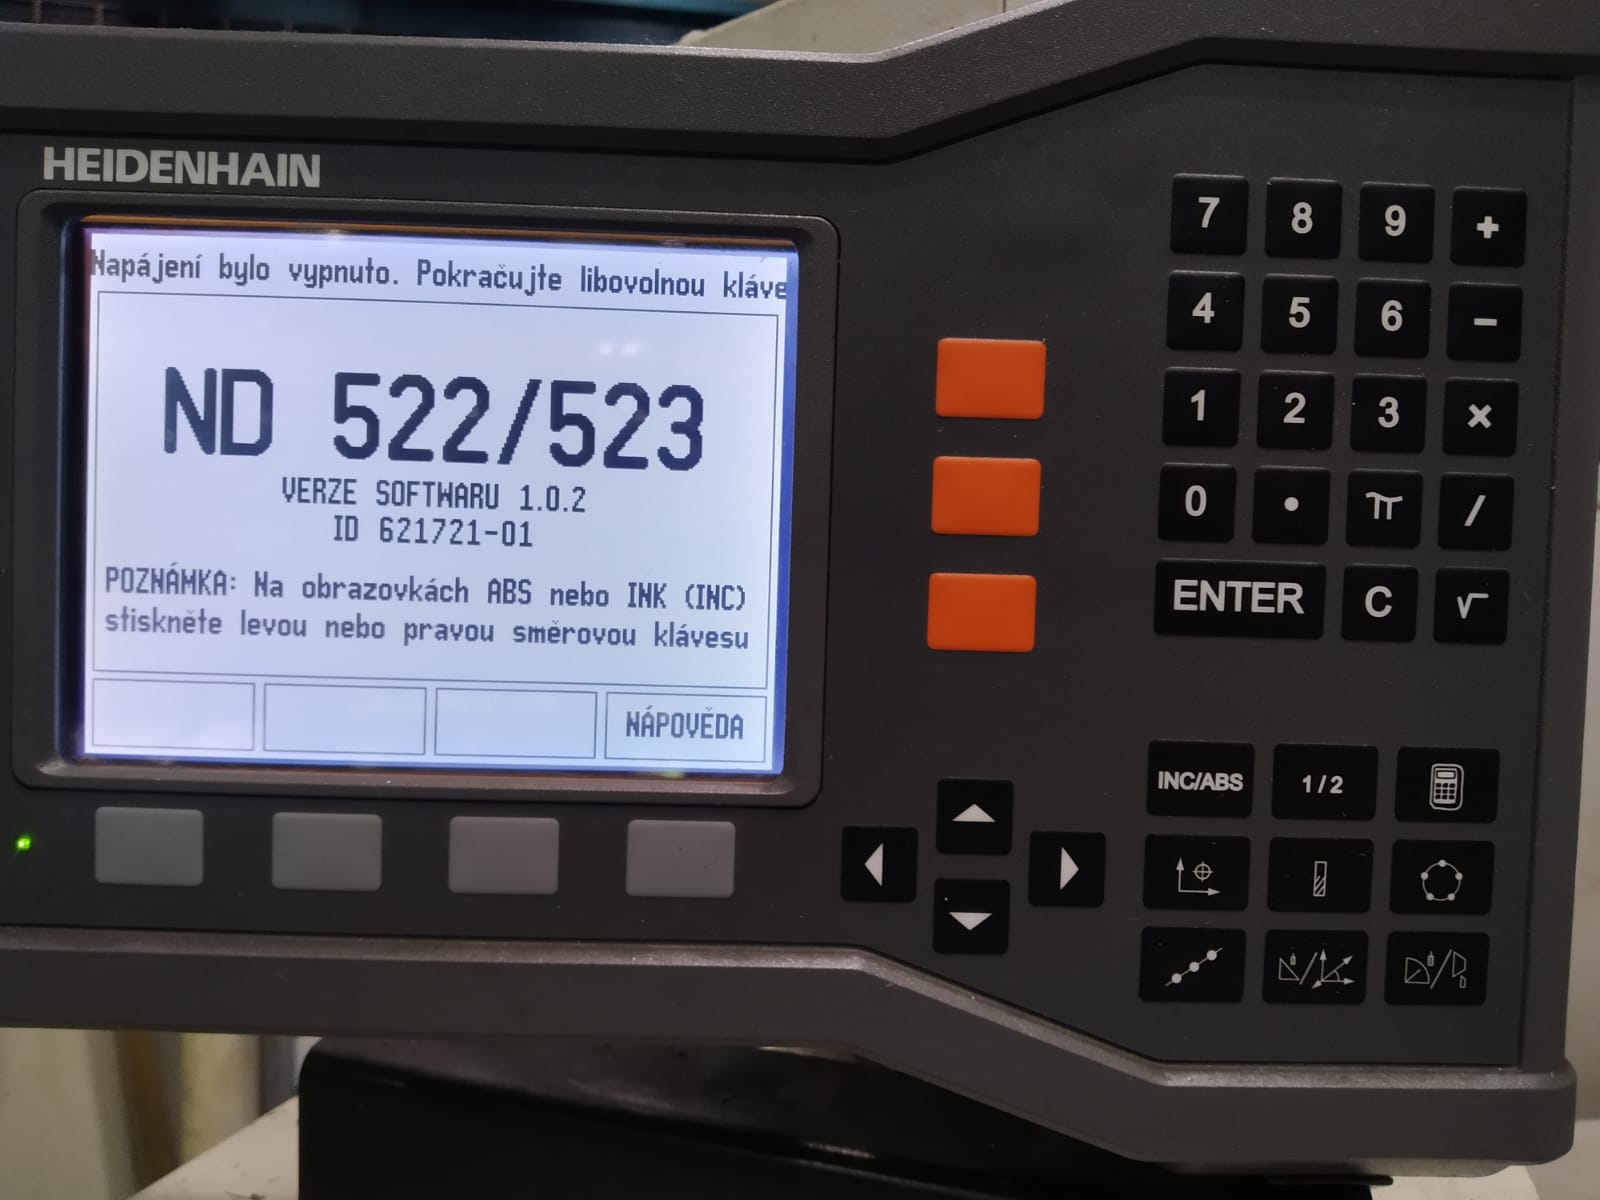 HEIDENHAIN
Napájení bylo vypnuto. Pokračujte libovolnou kláve
ND 522/523
VERZE SOFTWARU 1.0.2
ID 621721-01
POZNÁMKA: Na obrazovkách ABS nebo INK (INC)
stiskněte levou nebo pravou směrovou klávesu
NÁPOVĚDA
7 8 9 +
4 5 6 -
1 2 3 ×
0 . π /
ENTER C √
INC/ABS 1/2